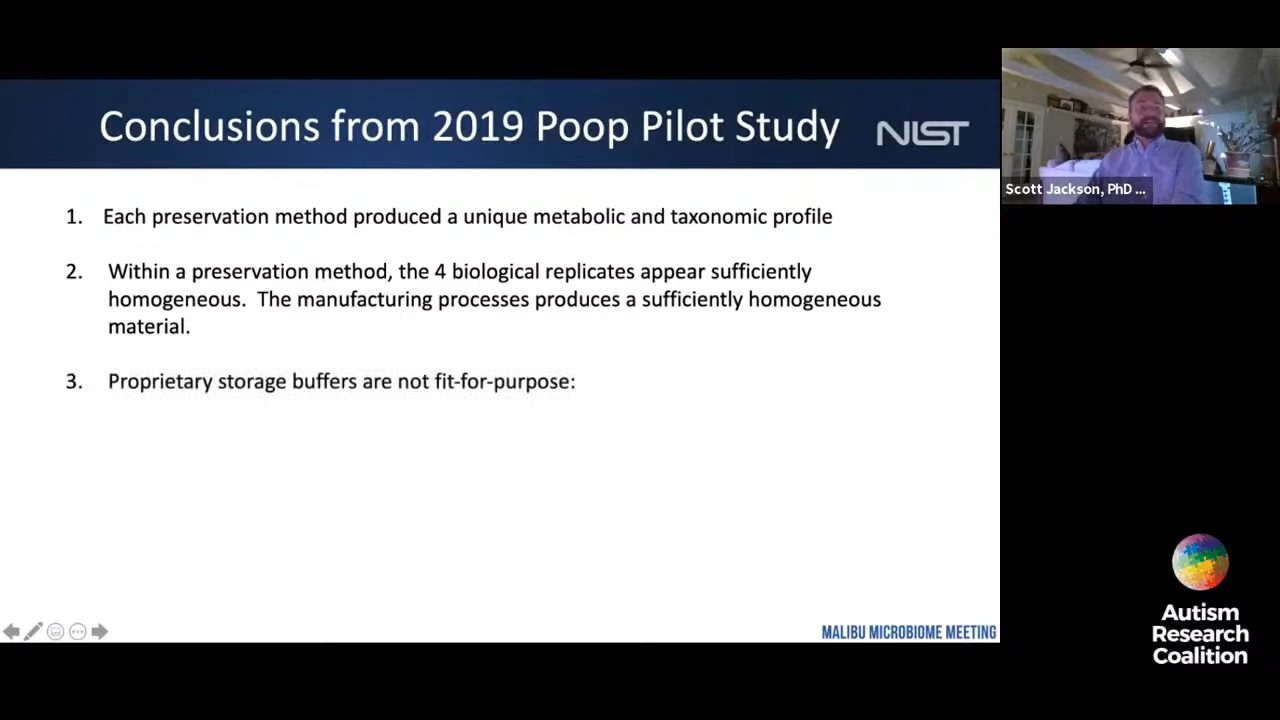 Conclusions from 2019 Poop Pilot Study
NIST
Scott Jackson, PhD ...
1. Each preservation method produced a unique metabolic and taxonomic profile
2. Within a preservation method, the 4 biological replicates appear sufficiently
homogeneous. The manufacturing processes produces a sufficiently homogeneous
material.
3. Proprietary storage buffers are not fit-for-purpose:
MALIBU MICROBIOME MEETING
Autism
Research
Coalition